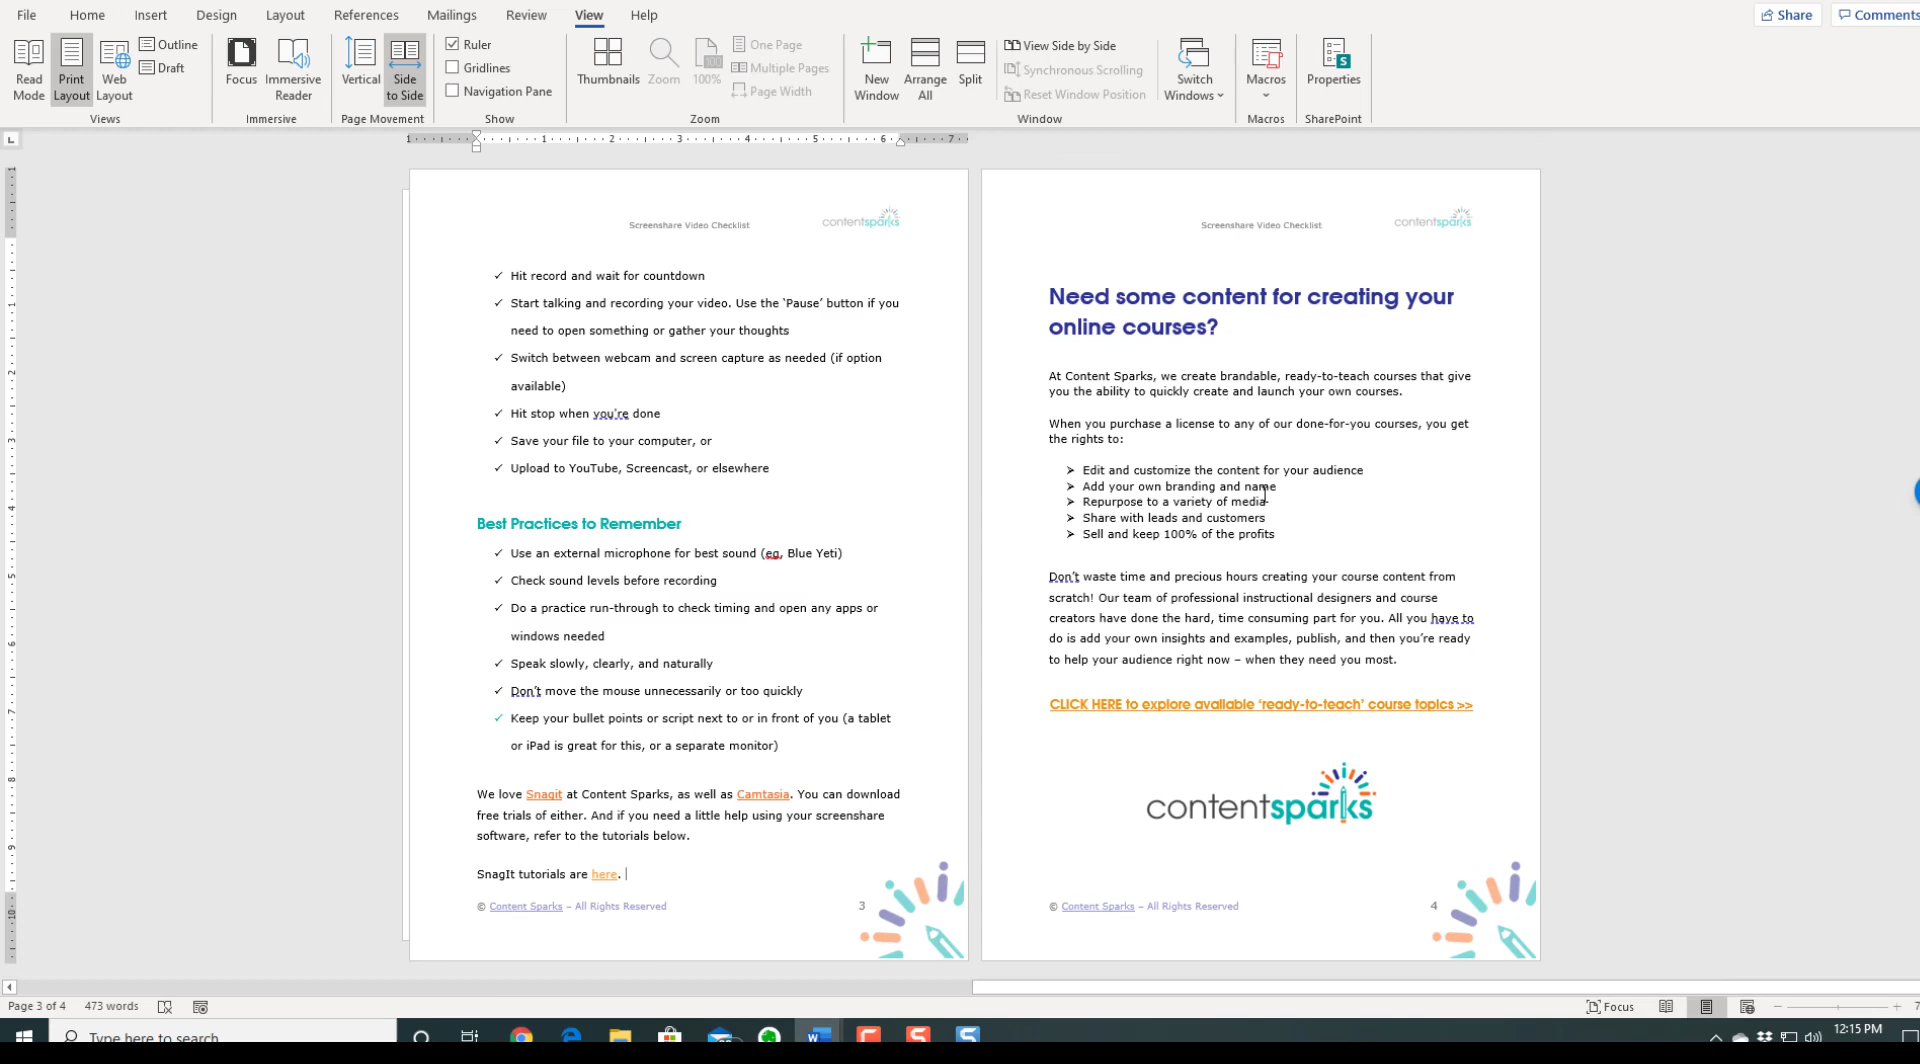 File Home Insert Design Layout References Mailings Review View Help Share Comments
Read Mode
Print Layout
Web Layout
Outline
Draft
Views
Focus
Immersive Reader
Immersive
Vertical
Side to Side
Page Movement
Ruler
Gridlines
Navigation Pane
Show
Thumbnails
Zoom
100%
One Page
Multiple Pages
Page Width
Zoom
New Window
Arrange All
Split
View Side by Side
Synchronous Scrolling
Reset Window Position
Switch Windows
Window
Macros
Macros
Properties
SharePoint
1 1 2 3 4 5 6 7
Screenshare Video Checklist
contentsparks
✓ Hit record and wait for countdown
✓ Start talking and recording your video. Use the ‘Pause’ button if you
need to open something or gather your thoughts
✓ Switch between webcam and screen capture as needed (if option
available)
✓ Hit stop when you're done
✓ Save your file to your computer, or
✓ Upload to YouTube, Screencast, or elsewhere
Best Practices to Remember
✓ Use an external microphone for best sound (eg, Blue Yeti)
✓ Check sound levels before recording
✓ Do a practice run-through to check timing and open any apps or
windows needed
✓ Speak slowly, clearly, and naturally
✓ Don’t move the mouse unnecessarily or too quickly
✓ Keep your bullet points or script next to or in front of you (a tablet
or iPad is great for this, or a separate monitor)
We love Snagit at Content Sparks, as well as Camtasia. You can download
free trials of either. And if you need a little help using your screenshare
software, refer to the tutorials below.
SnagIt tutorials are here.
© Content Sparks – All Rights Reserved 3
Screenshare Video Checklist
contentsparks
Need some content for creating your
online courses?
At Content Sparks, we create brandable, ready-to-teach courses that give
you the ability to quickly create and launch your own courses.
When you purchase a license to any of our done-for-you courses, you get
the rights to:
➤ Edit and customize the content for your audience
➤ Add your own branding and name
➤ Repurpose to a variety of media
➤ Share with leads and customers
➤ Sell and keep 100% of the profits
Don’t waste time and precious hours creating your course content from
scratch! Our team of professional instructional designers and course
creators have done the hard, time consuming part for you. All you have to
do is add your own insights and examples, publish, and then you’re ready
to help your audience right now – when they need you most.
CLICK HERE to explore available ‘ready-to-teach’ course topics >>
contentsparks
© Content Sparks – All Rights Reserved 4
Page 3 of 4 473 words Focus
Type here to search 12:15 PM